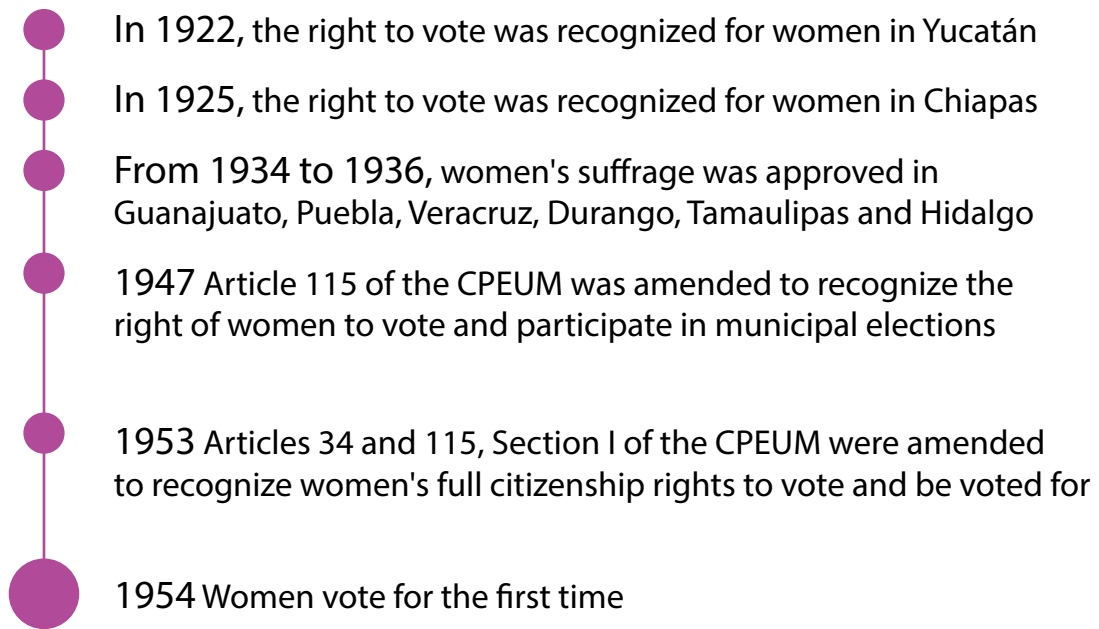 In 1922, the right to vote was recognized for women in Yucatán
In 1925, the right to vote was recognized for women in Chiapas
From 1934 to 1936, women's suffrage was approved in
Guanajuato, Puebla, Veracruz, Durango, Tamaulipas and Hidalgo
1947 Article 115 of the CPEUM was amended to recognize the
right of women to vote and participate in municipal elections
1953 Articles 34 and 115, Section I of the CPEUM were amended
to recognize women's full citizenship rights to vote and be voted for
1954 Women vote for the first time